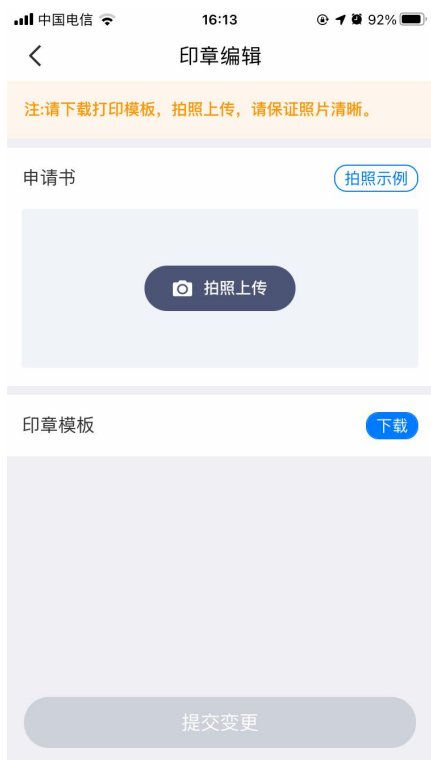 中国电信 16:13 92%
印章编辑
注:请下载打印模板，拍照上传，请保证照片清晰。
申请书 拍照示例
拍照上传
印章模板 下载
提交变更